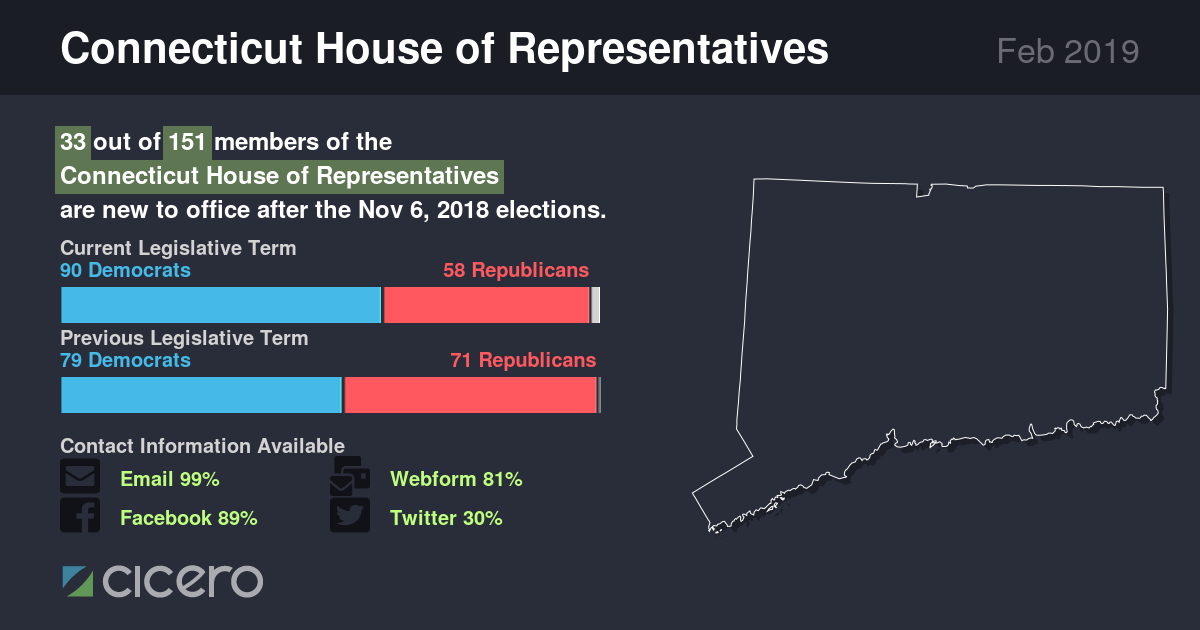 Connecticut House of Representatives
Feb 2019
33 out of 151 members of the
Connecticut House of Representatives
are new to office after the Nov 6, 2018 elections.
Current Legislative Term
90 Democrats 58 Republicans
Previous Legislative Term
79 Democrats 71 Republicans
Contact Information Available
Email 99% Webform 81%
Facebook 89% Twitter 30%
cicero